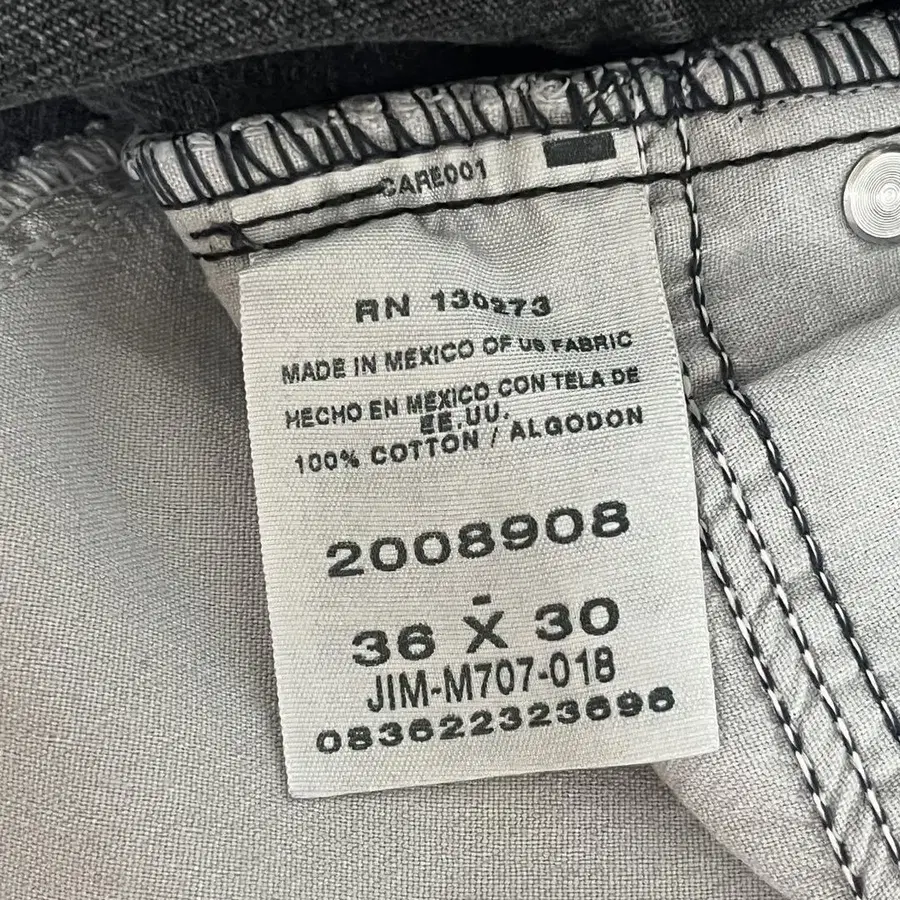 CARE001
RN 130273
MADE IN MEXICO OF US FABRIC
HECHO EN MEXICO CON TELA DE
EE.UU.
100% COTTON / ALGODON
2008908
-
36 X 30
JIM-M707-018
083622323698